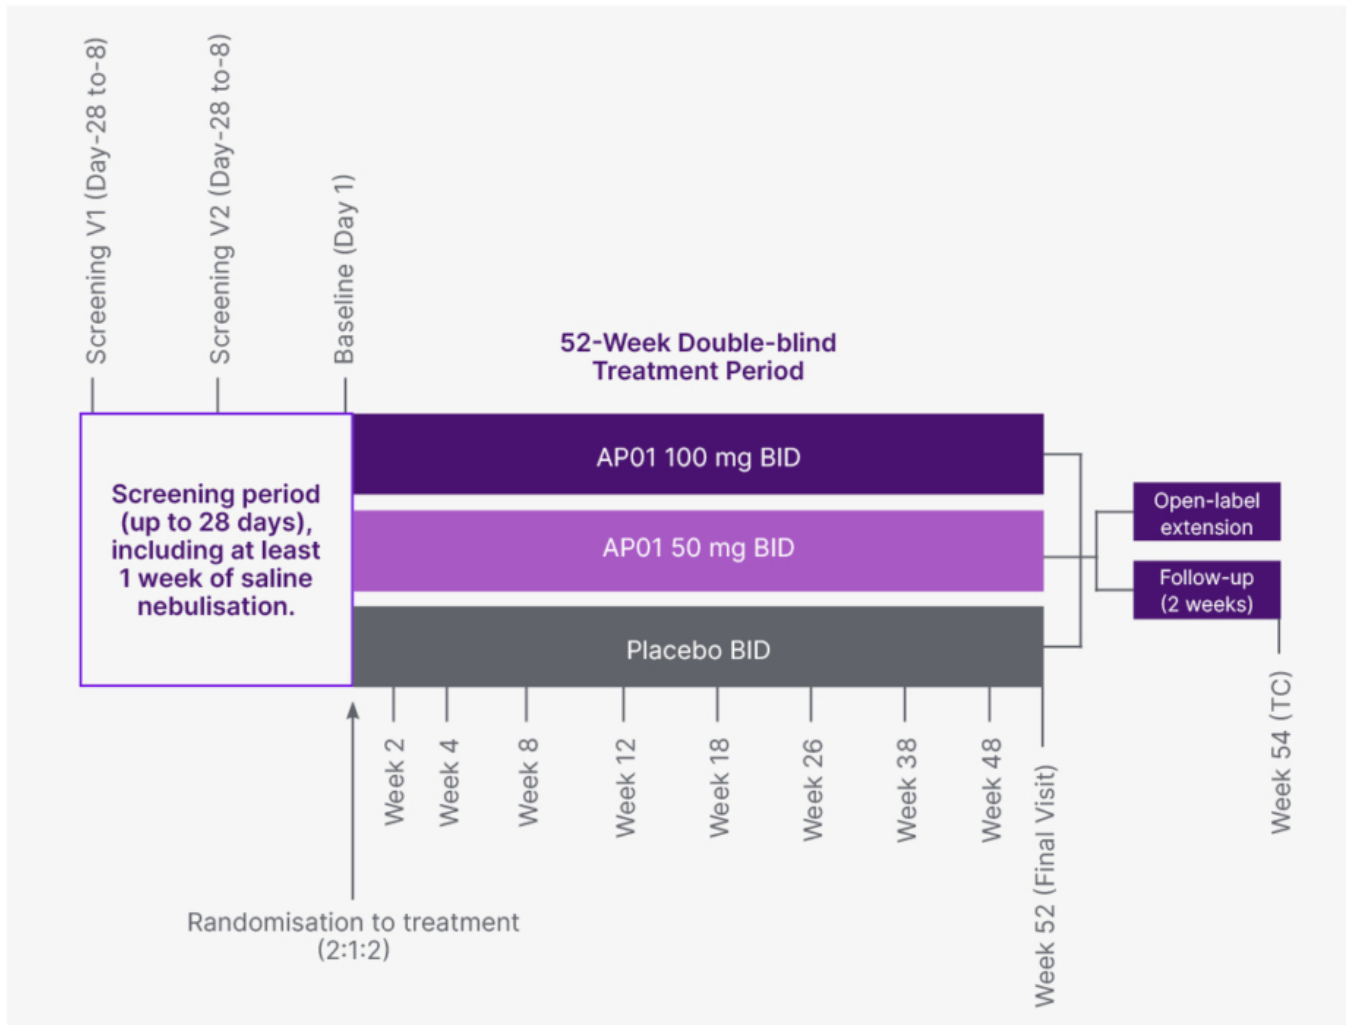 Screening V1 (Day-28 to-8)
Screening V2 (Day-28 to-8)
Baseline (Day 1)
52-Week Double-blind
Treatment Period
Screening period
(up to 28 days),
including at least
1 week of saline
nebulisation.
AP01 100 mg BID
AP01 50 mg BID
Placebo BID
Open-label
extension
Follow-up
(2 weeks)
Week 2
Week 4
Week 8
Week 12
Week 18
Week 26
Week 38
Week 48
Week 52 (Final Visit)
Week 54 (TC)
Randomisation to treatment
(2:1:2)